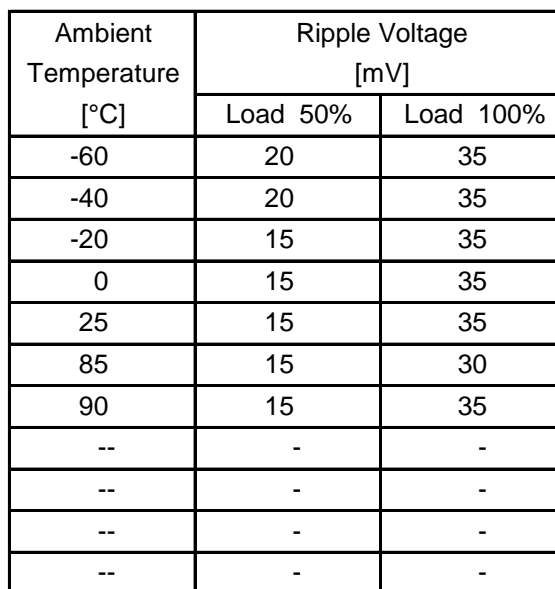 Ambient Temperature [°C] Ripple Voltage [mV]
Load 50% Load 100%
-60 20 35
-40 20 35
-20 15 35
0 15 35
25 15 35
85 15 30
90 15 35
-- - -
-- - -
-- - -
-- - -